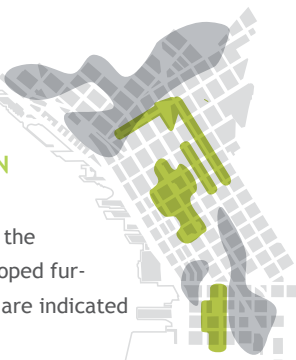 N
the
oped fur-
are indicated